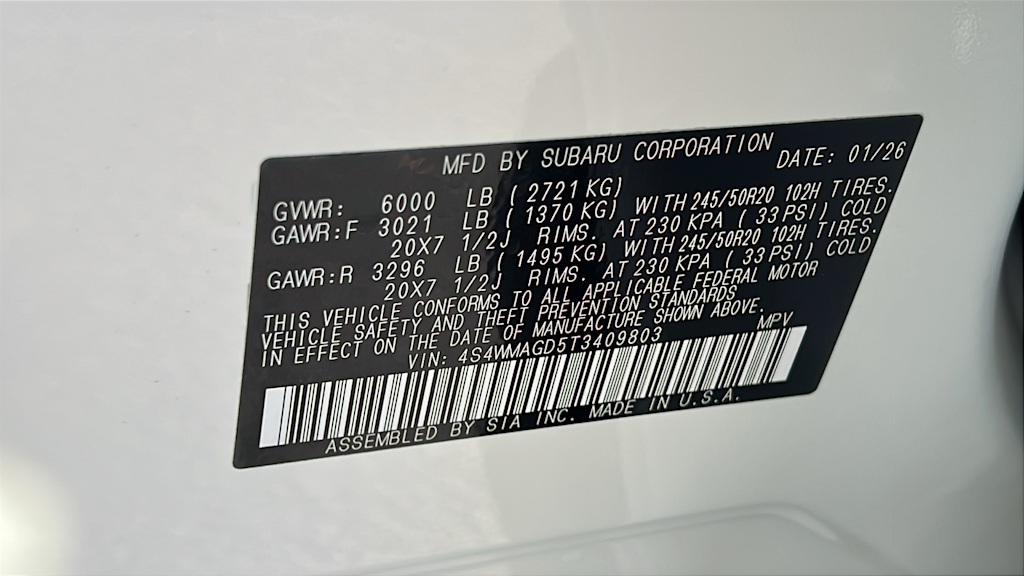 MFD BY SUBARU CORPORATION DATE: 01/26
GVWR: 6000 LB ( 2721 KG)
GAWR:F 3021 LB ( 1370 KG) WITH 245/50R20 102H TIRES.
20X7 1/2J RIMS. AT 230 KPA ( 33 PSI) COLD
GAWR:R 3296 LB ( 1495 KG) WITH 245/50R20 102H TIRES.
20X7 1/2J RIMS. AT 230 KPA ( 33 PSI) COLD
THIS VEHICLE CONFORMS TO ALL APPLICABLE FEDERAL MOTOR
VEHICLE SAFETY AND THEFT PREVENTION STANDARDS
IN EFFECT ON THE DATE OF MANUFACTURE SHOWN ABOVE.
VIN: 4S4WMAGD5T3409803 MPV
ASSEMBLED BY SIA INC. MADE IN U.S.A.